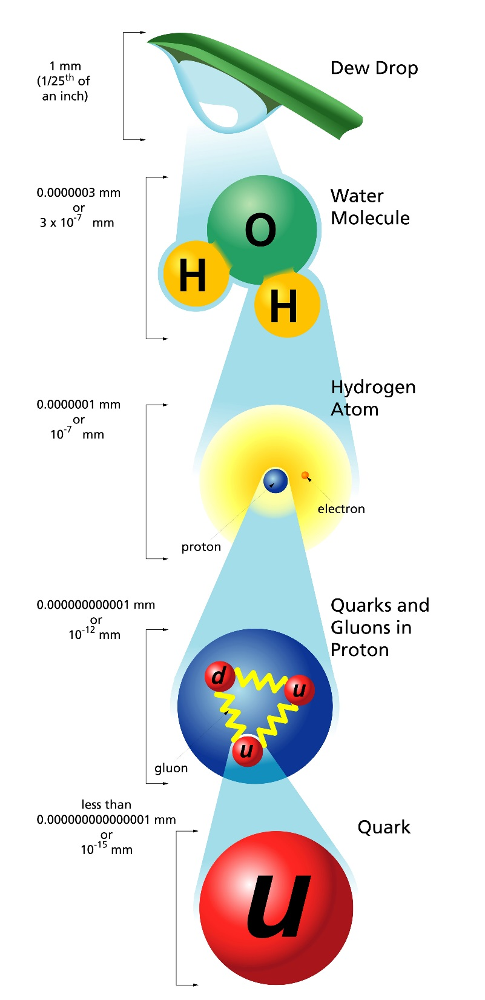 1 mm
(1/25th of
an inch)
Dew Drop
0.0000003 mm
or
3 x 10-7 mm
Water
Molecule
O
H
H
0.0000001 mm
or
10-7 mm
Hydrogen
Atom
electron
proton
0.000000000001 mm
or
10-12 mm
Quarks and
Gluons in
Proton
d
u
u
gluon
less than
0.000000000000001 mm
or
10-15 mm
Quark
u